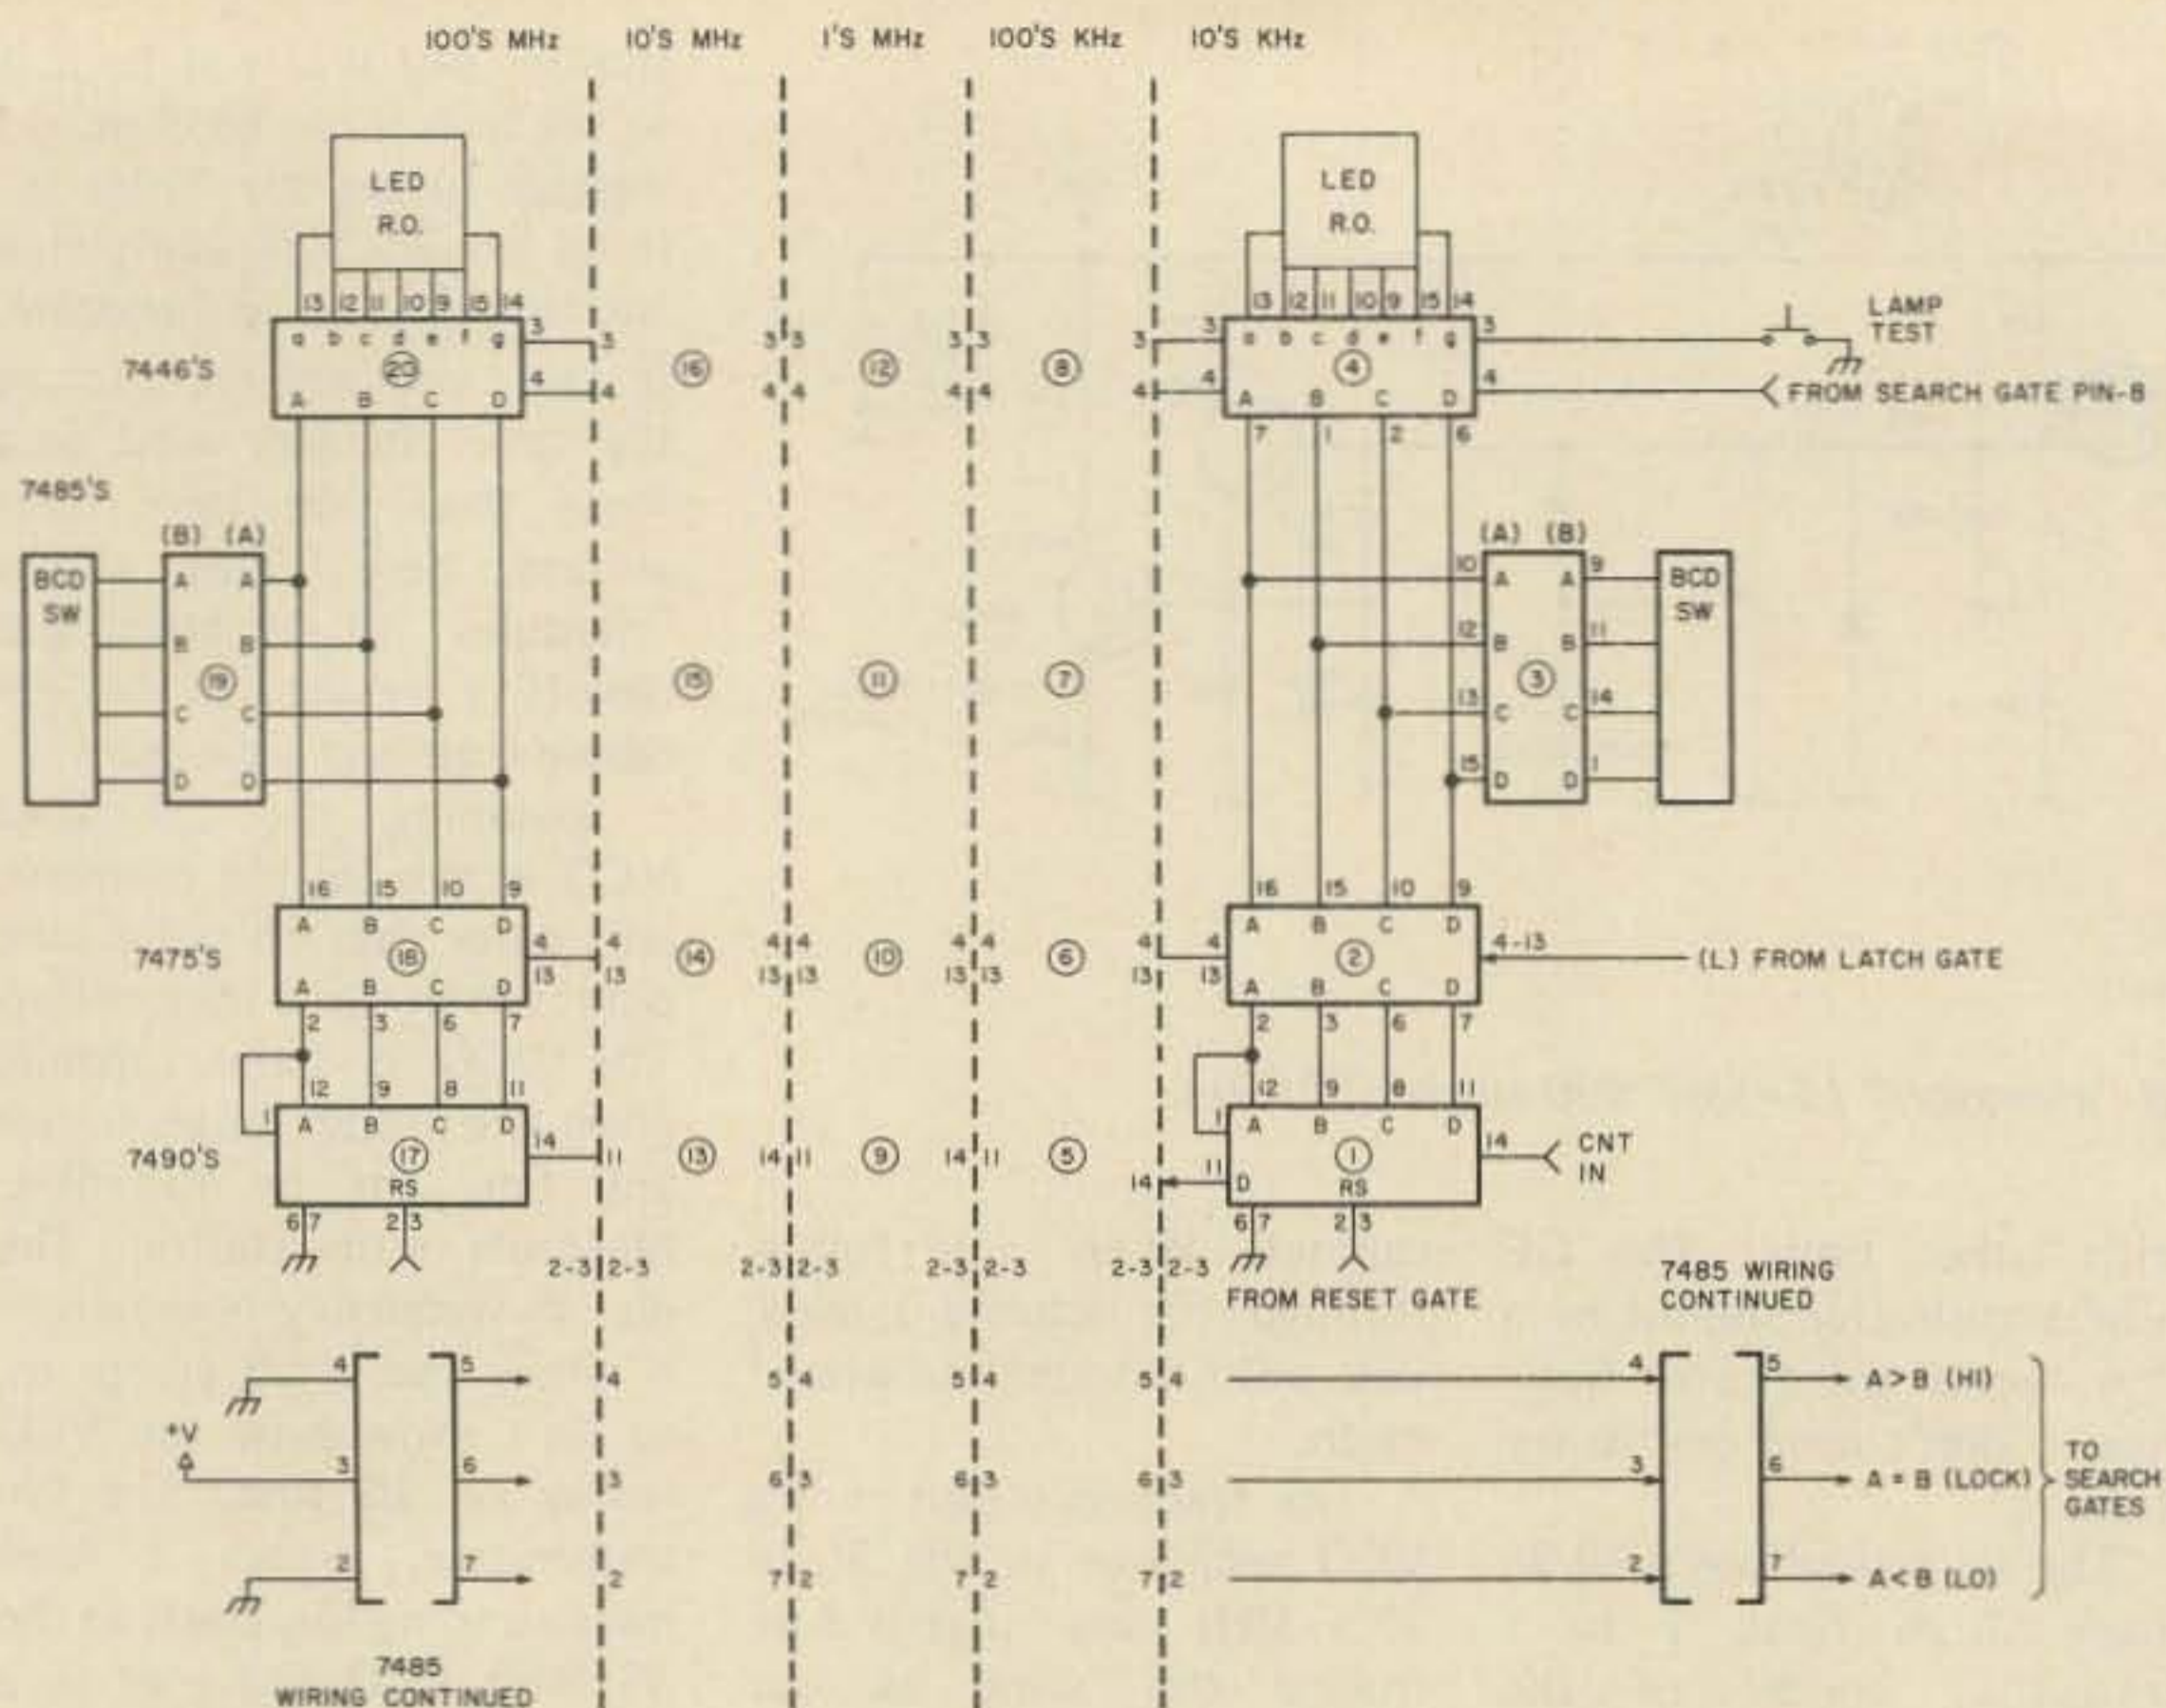 100'S MHz 10'S MHz 1'S MHz 100'S KHz 10'S KHz
LED
R.O.
LED
R.O.
13 12 11 10 9 15 14
13 12 11 10 9 15 14
LAMP
TEST
7446'S
a b c d e f g
3 3
20
16
3 3
12
3 3
8
3 3
a b c d e f g
3
4
A B C D
4 4
4 4
4 4
4 4
A B C D
4
FROM SEARCH GATE PIN-8
7 1 2 6
7485'S
(B) (A)
(A) (B)
BCD
SW
A A
B B
19
C C
D D
15
11
7
10 A A 9
12 B B 11
3
13 C C 14
15 D D 1
BCD
SW
16 15 10 9
16 15 10 9
7475'S
A B C D
18
A B C D
4 4
13 13
14
4 4
13 13
10
4 4
13 13
6
4 4
13 13
A B C D
2
A B C D
4-13
(L) FROM LATCH GATE
2 3 6 7
2 3 6 7
12 9 8 11
12 9 8 11
7490'S
1
A B C D
17
RS
14 11
13
14 11
9
14 11
5
14 11
1
A B C D
D
1
RS
14
CNT
IN
6 7 2 3
6 7 2 3
2-3 2-3 2-3 2-3 2-3 2-3 2-3 2-3
FROM RESET GATE
7485 WIRING
CONTINUED
4 5 4 5 4 5 4 5 4 4 5 A>B (HI)
+V
3 6 3 6 3 6 3 6 3 3 6 A = B (LOCK)
2 7 2 7 2 7 2 7 2 2 7 A<B (LO)
TO
SEARCH
GATES
7485
WIRING CONTINUED